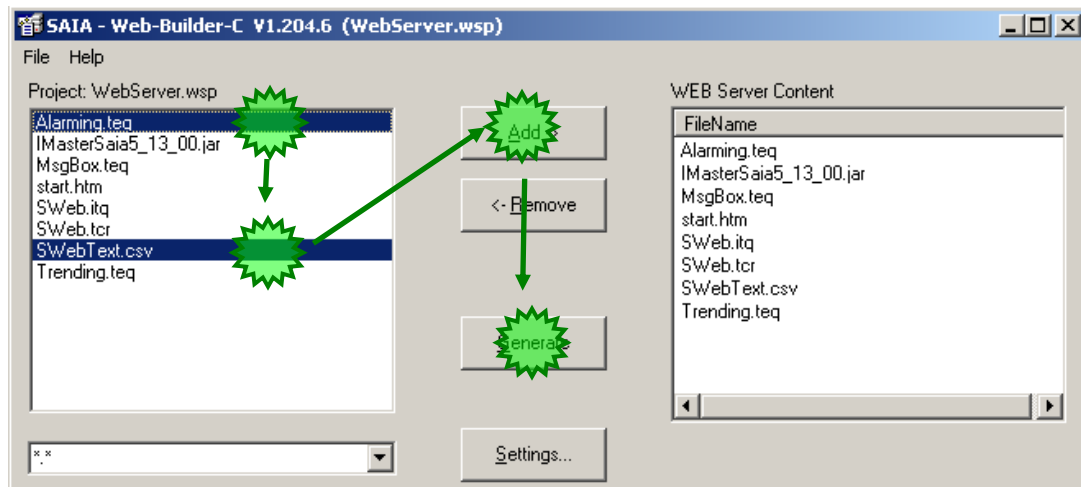 SAIA - Web-Builder-C V1.204.6 (WebServer.wsp)
File Help
Project: WebServer.wsp
Alarming.teq
IMasterSaia5_13_00.jar
MsgBox.teq
start.htm
SWeb.itq
SWeb.tcr
SWebText.csv
Trending.teq
*.*
Add
<- Remove
Generate
Settings...
WEB Server Content
FileName
Alarming.teq
IMasterSaia5_13_00.jar
MsgBox.teq
start.htm
SWeb.itq
SWeb.tcr
SWebText.csv
Trending.teq